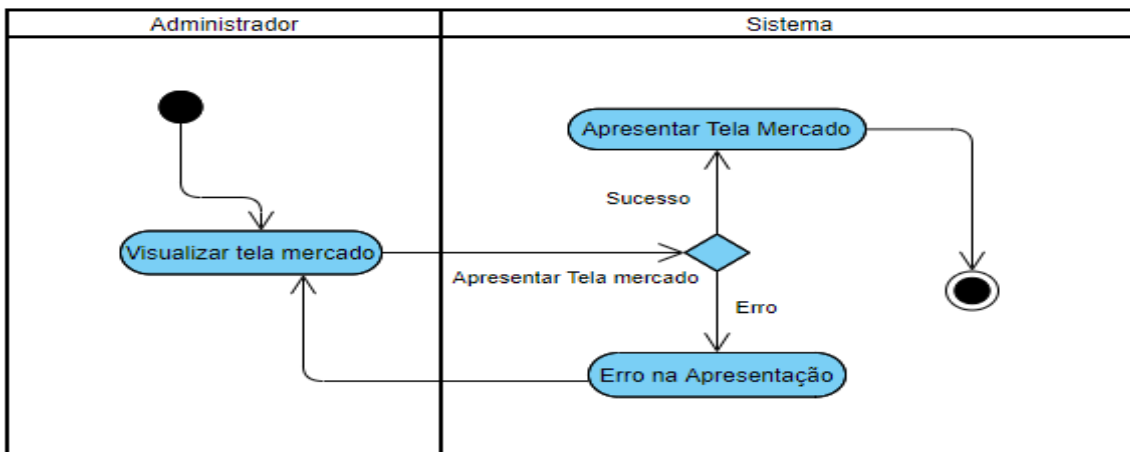 Administrador
Sistema
Apresentar Tela Mercado
Sucesso
Visualizar tela mercado
Apresentar Tela mercado
Erro
Erro na Apresentação